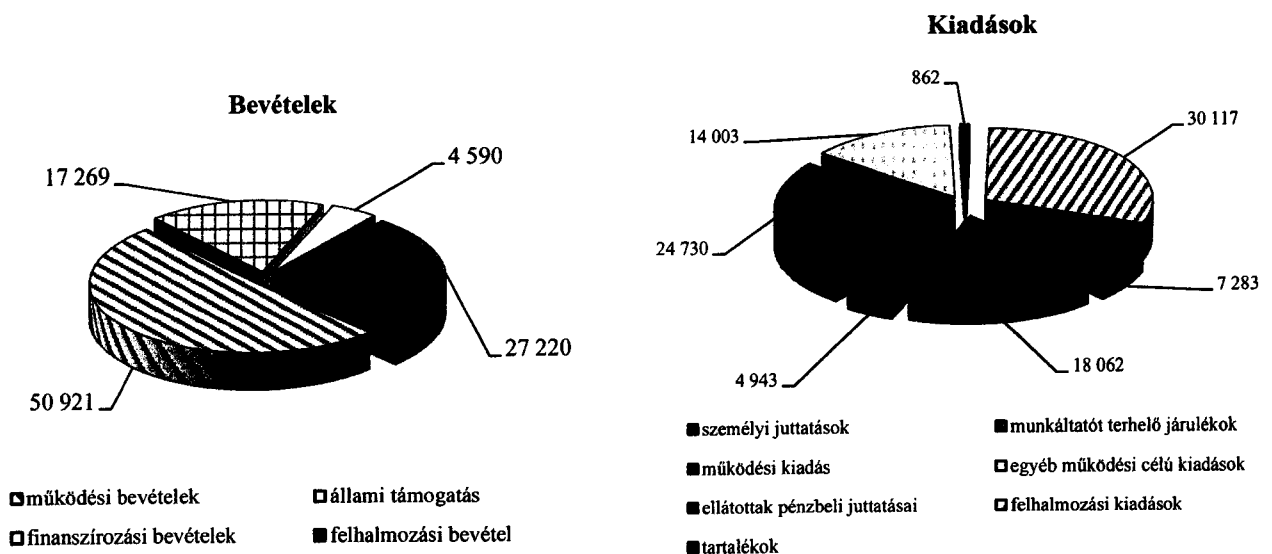 Bevételek
17 269
4 590
27 220
50 921
működési bevételek
állami támogatás
finanszírozási bevételek
felhalmozási bevétel
Kiadások
862
14 003
30 117
24 730
7 283
4 943
18 062
személyi juttatások
munkáltatót terhelő járulékok
működési kiadás
egyéb működési célú kiadások
ellátottak pénzbeli juttatásai
felhalmozási kiadások
tartalékok